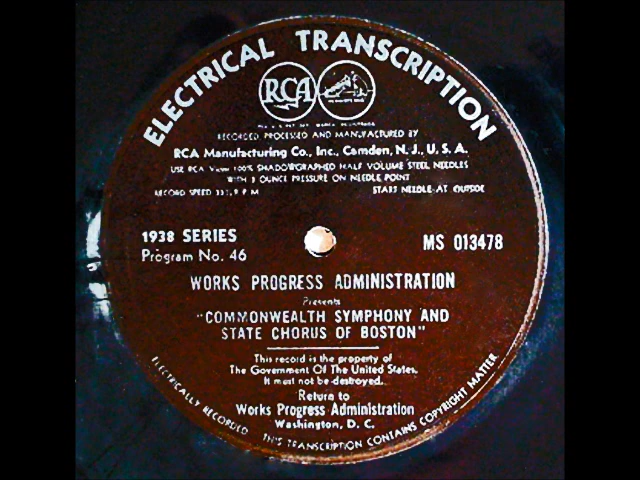 ELECTRICAL TRANSCRIPTION
RCA
RECORDED PROCESSED AND MANUFACTURED BY
RCA Manufacturing Co., Inc., Camden, N. J., U. S. A.
USE RCA Victor 100% SHADOWGRAPHED HALF VOLUME STEEL NEEDLES
WITH OUNCE PRESSURE ON NEEDLE POINT
RECORD SPEED R P M START NEEDLE AT OUTSIDE
1938 SERIES
MS 013478
Program No. 46
WORKS PROGRESS ADMINISTRATION
Presents
"COMMONWEALTH SYMPHONY AND
STATE CHORUS OF BOSTON"
This record is the property of
The Government Of The United States.
It must not be destroyed.
Return to
Works Progress Administration
Washington, D. C.
ELECTRICALLY RECORDED THIS TRANSCRIPTION CONTAINS COPYRIGHT MATTER